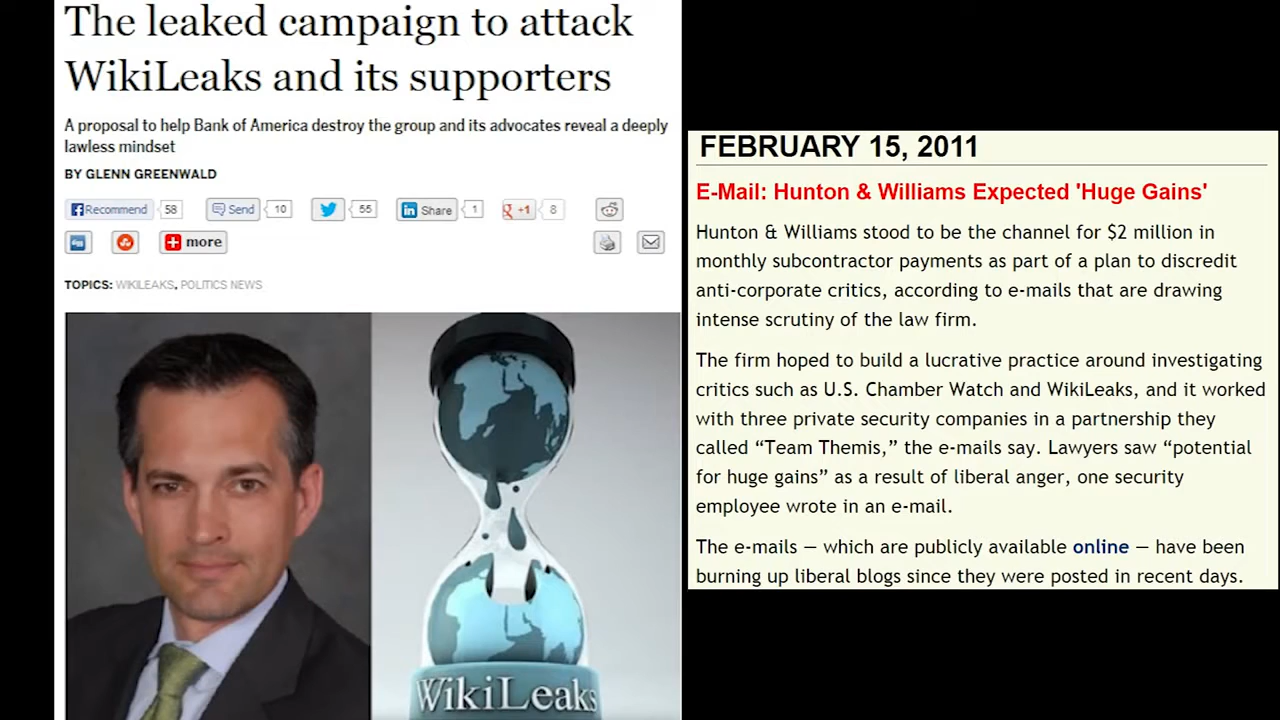 The leaked campaign to attack
WikiLeaks and its supporters
A proposal to help Bank of America destroy the group and its advocates reveal a deeply
lawless mindset
BY GLENN GREENWALD
Recommend 58 Send 10 55 Share 1 +1 8
more
TOPICS: WIKILEAKS, POLITICS NEWS
WikiLeaks
FEBRUARY 15, 2011
E-Mail: Hunton & Williams Expected 'Huge Gains'
Hunton & Williams stood to be the channel for $2 million in
monthly subcontractor payments as part of a plan to discredit
anti-corporate critics, according to e-mails that are drawing
intense scrutiny of the law firm.
The firm hoped to build a lucrative practice around investigating
critics such as U.S. Chamber Watch and WikiLeaks, and it worked
with three private security companies in a partnership they
called “Team Themis,” the e-mails say. Lawyers saw “potential
for huge gains” as a result of liberal anger, one security
employee wrote in an e-mail.
The e-mails — which are publicly available online — have been
burning up liberal blogs since they were posted in recent days.